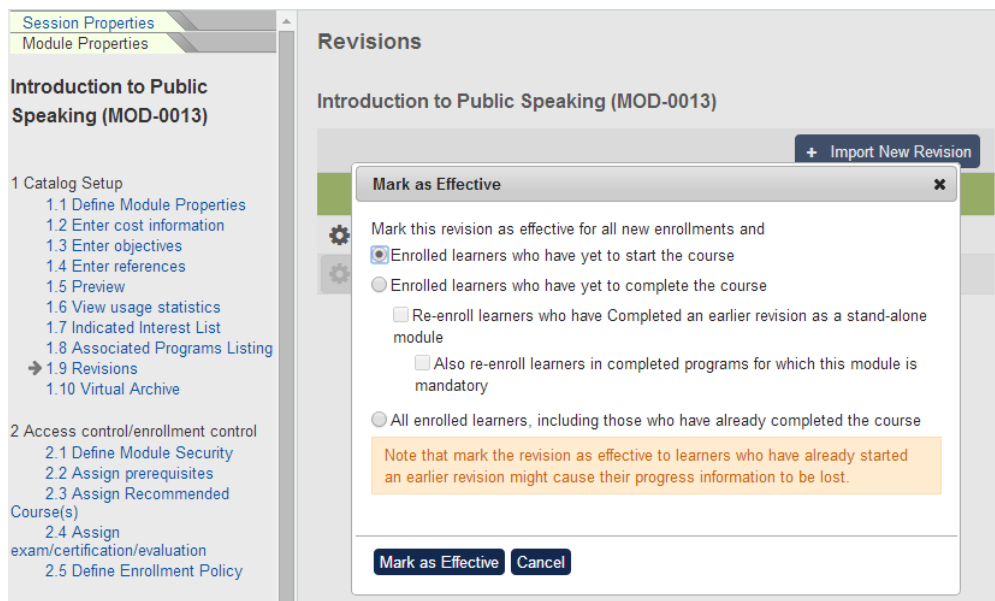 Session Properties
Module Properties
Introduction to Public
Speaking (MOD-0013)
1 Catalog Setup
1.1 Define Module Properties
1.2 Enter cost information
1.3 Enter objectives
1.4 Enter references
1.5 Preview
1.6 View usage statistics
1.7 Indicated Interest List
1.8 Associated Programs Listing
1.9 Revisions
1.10 Virtual Archive
2 Access control/enrollment control
2.1 Define Module Security
2.2 Assign prerequisites
2.3 Assign Recommended
Course(s)
2.4 Assign
exam/certification/evaluation
2.5 Define Enrollment Policy
Revisions
Introduction to Public Speaking (MOD-0013)
+ Import New Revision
Mark as Effective
Mark this revision as effective for all new enrollments and
Enrolled learners who have yet to start the course
Enrolled learners who have yet to complete the course
Re-enroll learners who have Completed an earlier revision as a stand-alone
module
Also re-enroll learners in completed programs for which this module is
mandatory
All enrolled learners, including those who have already completed the course
Note that mark the revision as effective to learners who have already started
an earlier revision might cause their progress information to be lost.
Mark as Effective Cancel